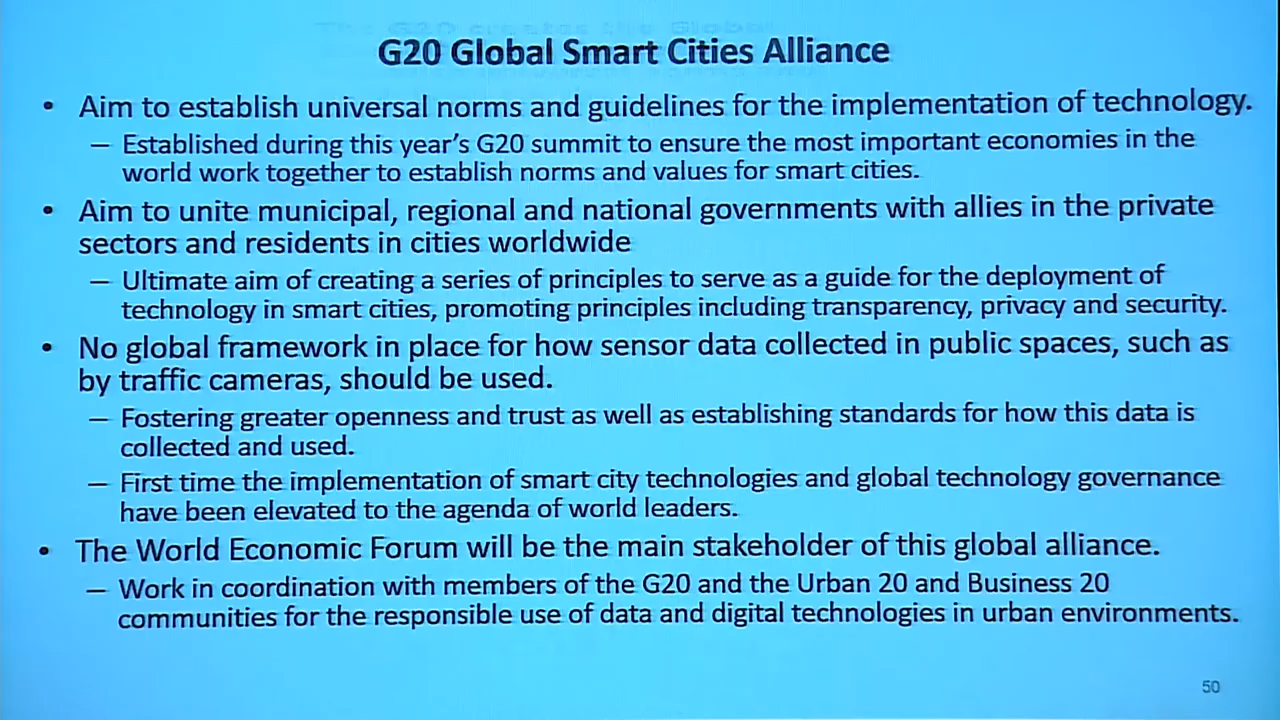 G20 Global Smart Cities Alliance
• Aim to establish universal norms and guidelines for the implementation of technology.
– Established during this year's G20 summit to ensure the most important economies in the
world work together to establish norms and values for smart cities.
• Aim to unite municipal, regional and national governments with allies in the private
sectors and residents in cities worldwide
– Ultimate aim of creating a series of principles to serve as a guide for the deployment of
technology in smart cities, promoting principles including transparency, privacy and security.
• No global framework in place for how sensor data collected in public spaces, such as
by traffic cameras, should be used.
– Fostering greater openness and trust as well as establishing standards for how this data is
collected and used.
– First time the implementation of smart city technologies and global technology governance
have been elevated to the agenda of world leaders.
• The World Economic Forum will be the main stakeholder of this global alliance.
– Work in coordination with members of the G20 and the Urban 20 and Business 20
communities for the responsible use of data and digital technologies in urban environments.
50